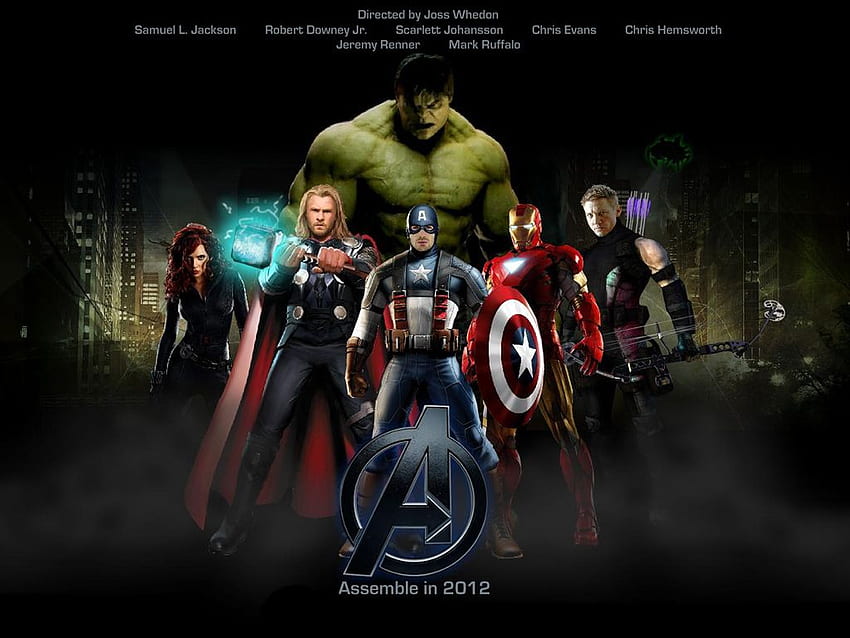 Directed by Joss Whedon
Samuel L. Jackson Robert Downey Jr. Scarlett Johansson Chris Evans Chris Hemsworth
Jeremy Renner Mark Ruffalo
A
A
Assemble in 2012